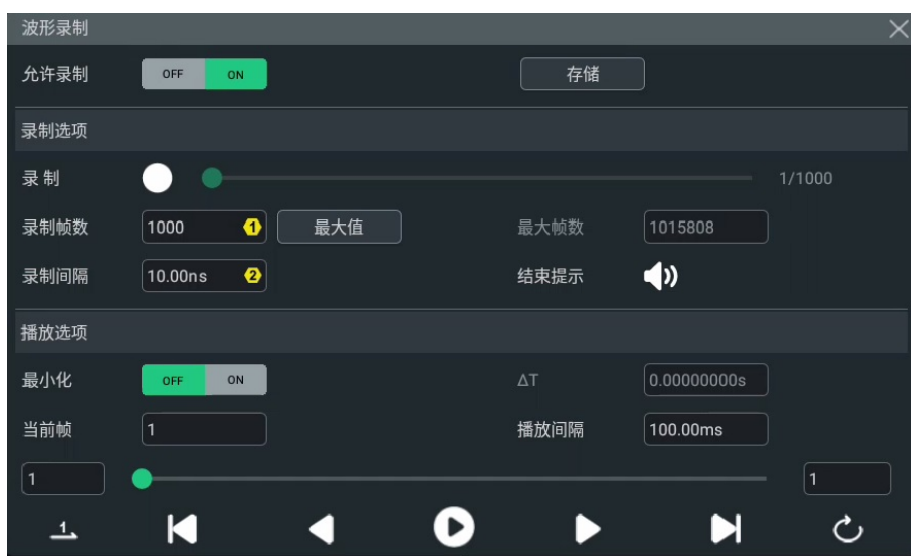 波形录制
允许录制 OFF ON 存储
录制选项
录 制 1/1000
录制帧数 1000 1 最大值 最大帧数 1015808
录制间隔 10.00ns 2 结束提示
播放选项
最小化 OFF ON ΔT 0.00000000s
当前帧 1 播放间隔 100.00ms
1 1
1